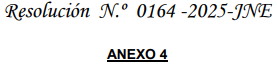 Resolución N.º 0164 -2025-JNE
ANEXO 4